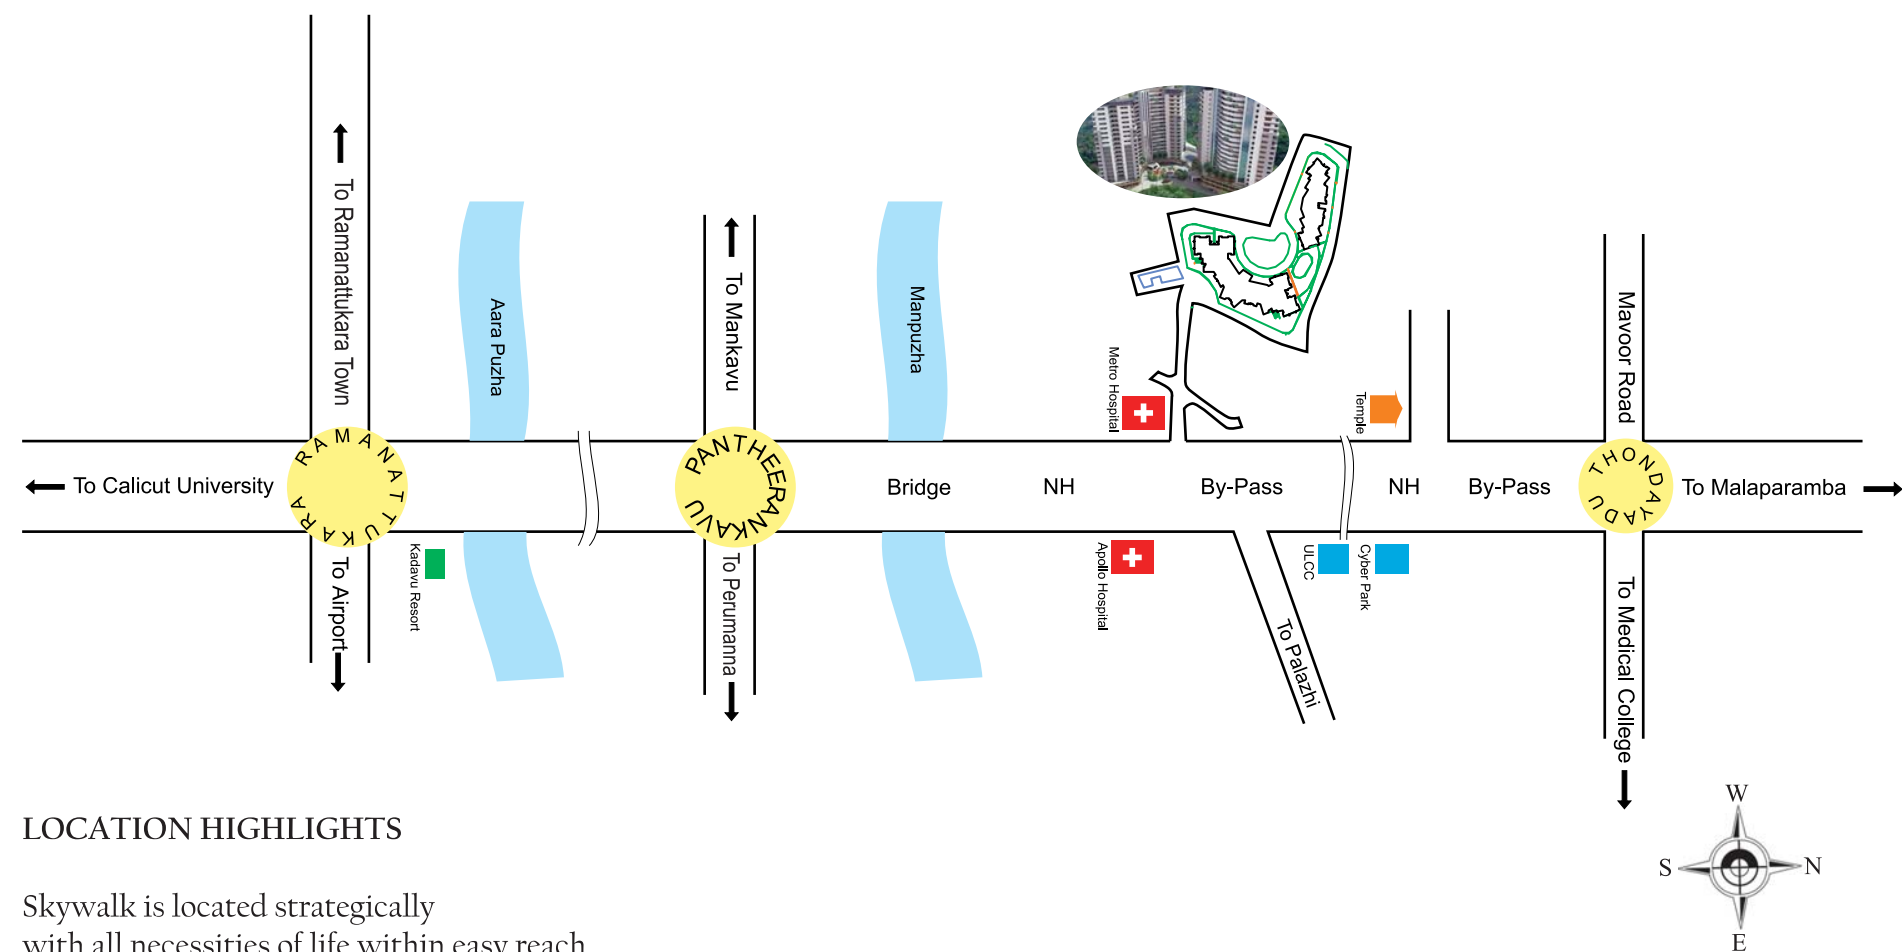 To Ramanattukara Town
Aara Puzha
To Mankavu
Manpuzha
Metro Hospital
Temple
Mavoor Road
To Calicut University
RAMANATTUKARA
PANTHEERANKAVU
Bridge
NH
By-Pass
NH
By-Pass
THONDAYADU
To Malaparamba
To Airport
Kadavu Resort
To Perumanna
Apollo Hospital
To Palazhi
ULCC
Cyber Park
To Medical College
LOCATION HIGHLIGHTS
Skywalk is located strategically
with all necessities of life within easy reach
W
S
N
E